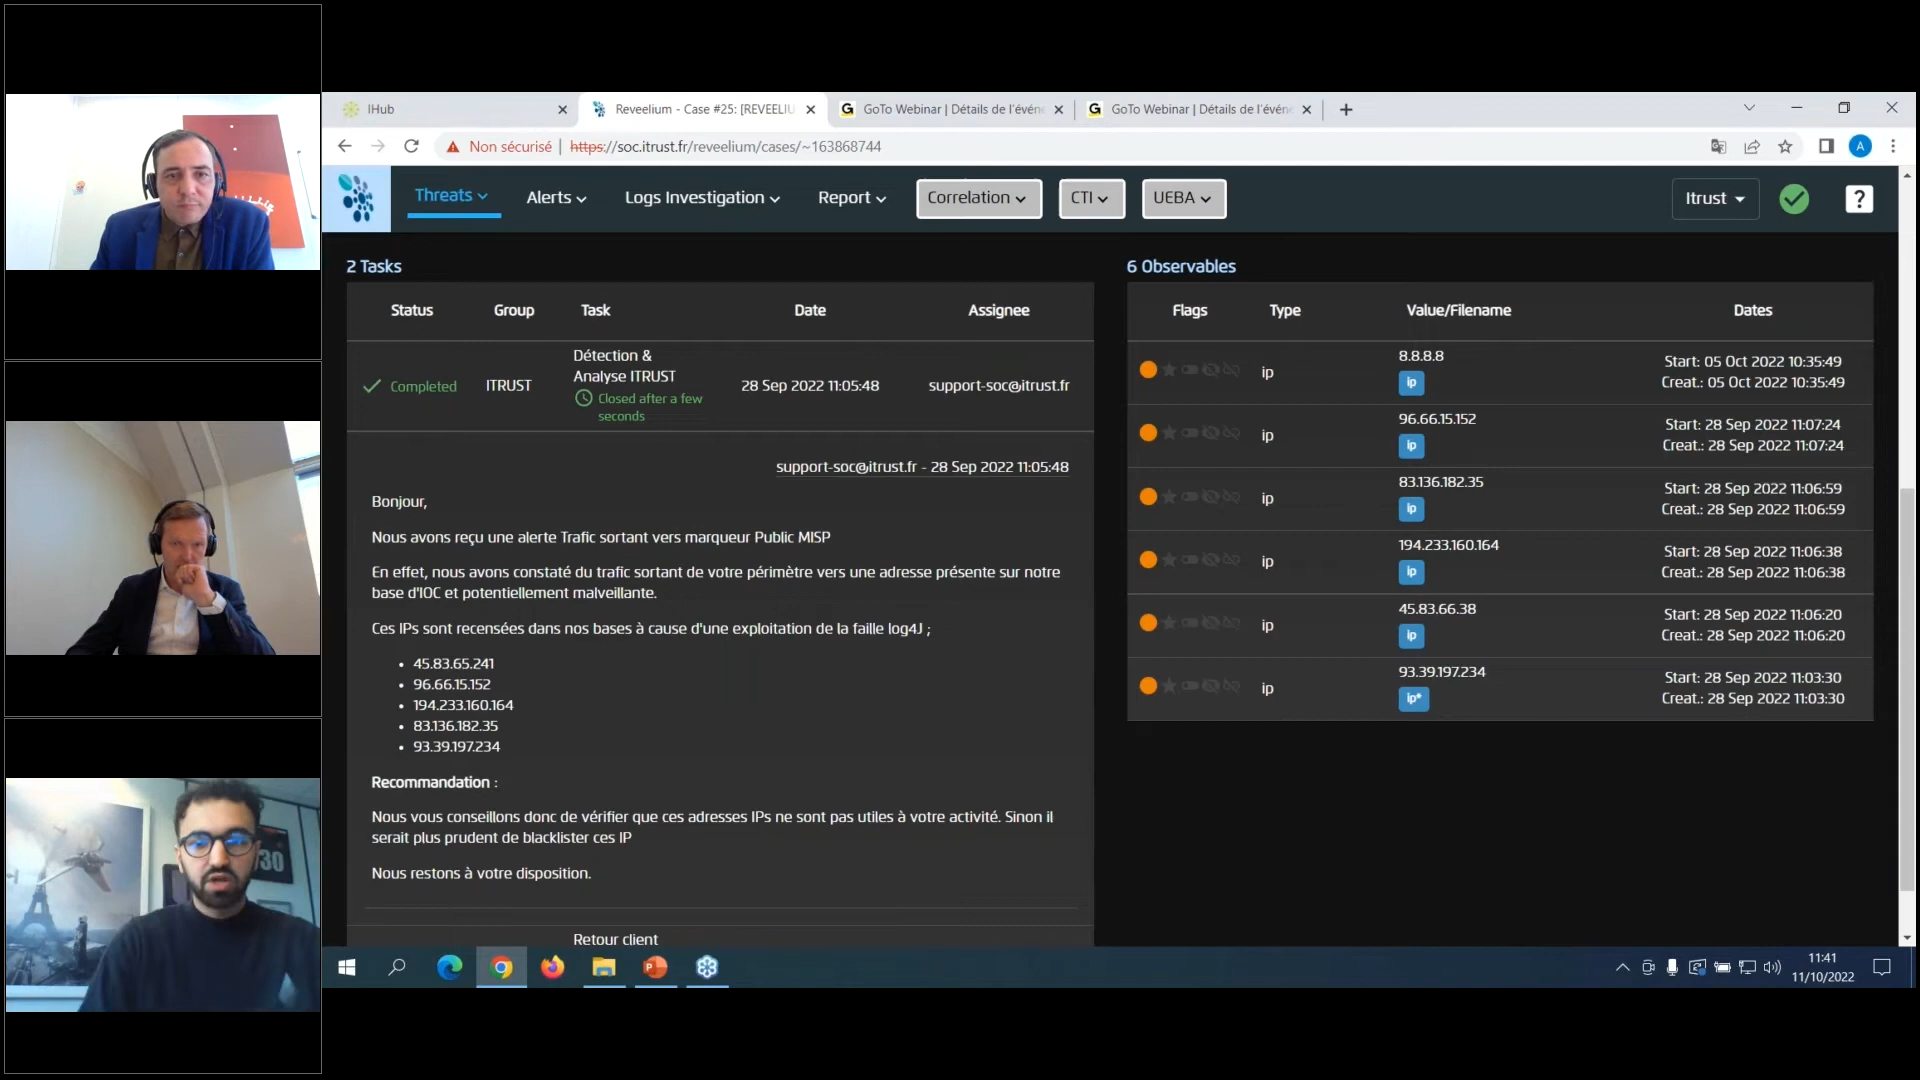 IHub
Reveelium - Case #25: [REVEELIU
GoTo Webinar | Détails de l'événe
GoTo Webinar | Détails de l'événe
Non sécurisé | https://soc.itrust.fr/reveelium/cases/~163868744
A
Threats
Alerts
Logs Investigation
Report
Correlation
CTI
UEBA
Itrust
?
2 Tasks
Status Group Task Date Assignee
Completed ITRUST Détection & Analyse ITRUST 28 Sep 2022 11:05:48 support-soc@itrust.fr
Closed after a few seconds
support-soc@itrust.fr - 28 Sep 2022 11:05:48
Bonjour,
Nous avons reçu une alerte Trafic sortant vers marqueur Public MISP
En effet, nous avons constaté du trafic sortant de votre périmètre vers une adresse présente sur notre
base d'IOC et potentiellement malveillante.
Ces IPs sont recensées dans nos bases à cause d'une exploitation de la faille log4J ;
• 45.83.65.241
• 96.66.15.152
• 194.233.160.164
• 83.136.182.35
• 93.39.197.234
Recommandation :
Nous vous conseillons donc de vérifier que ces adresses IPs ne sont pas utiles à votre activité. Sinon il
serait plus prudent de blacklister ces IP
Nous restons à votre disposition.
Retour client
6 Observables
Flags Type Value/Filename Dates
ip 8.8.8.8 Start: 05 Oct 2022 10:35:49
ip Creat.: 05 Oct 2022 10:35:49
ip 96.66.15.152 Start: 28 Sep 2022 11:07:24
ip Creat.: 28 Sep 2022 11:07:24
ip 83.136.182.35 Start: 28 Sep 2022 11:06:59
ip Creat.: 28 Sep 2022 11:06:59
ip 194.233.160.164 Start: 28 Sep 2022 11:06:38
ip Creat.: 28 Sep 2022 11:06:38
ip 45.83.66.38 Start: 28 Sep 2022 11:06:20
ip Creat.: 28 Sep 2022 11:06:20
ip 93.39.197.234 Start: 28 Sep 2022 11:03:30
ip* Creat.: 28 Sep 2022 11:03:30
30
11:41
11/10/2022